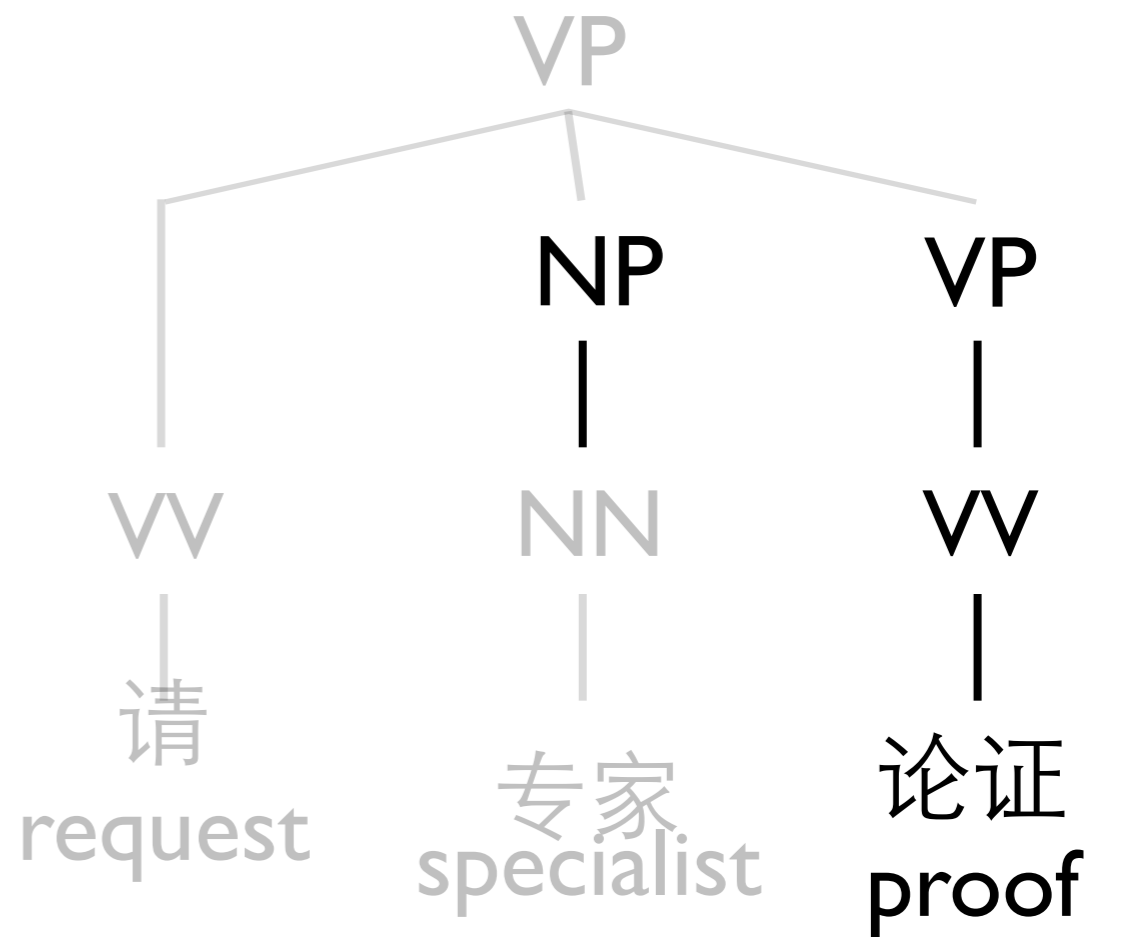 VP
NP VP
VV NN VV
请 专家 论证
request specialist proof